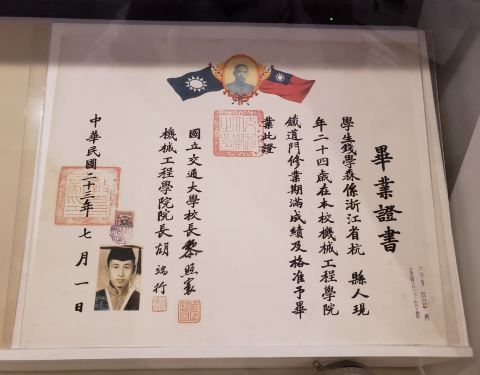 畢業證書
學生錢學森係浙江省杭 縣人現
年二十四歲在本校機械工程學院
鐵道門修業期滿成績及格准予畢
業此證
國立交通大學校長黎照寰
機械工程學院院長胡端行
中華民國二十三年七月一日